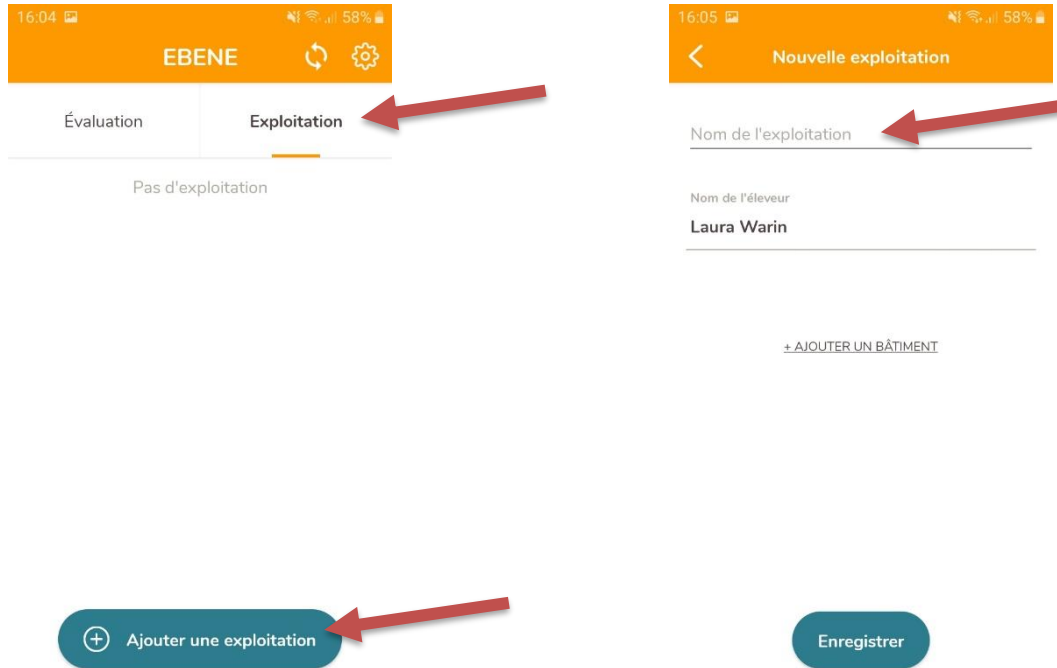 16:04 58%
EBENE
Évaluation Exploitation
Pas d'exploitation
Ajouter une exploitation
16:05 58%
Nouvelle exploitation
Nom de l'exploitation
Nom de l'éleveur
Laura Warin
+ AJOUTER UN BÂTIMENT
Enregistrer